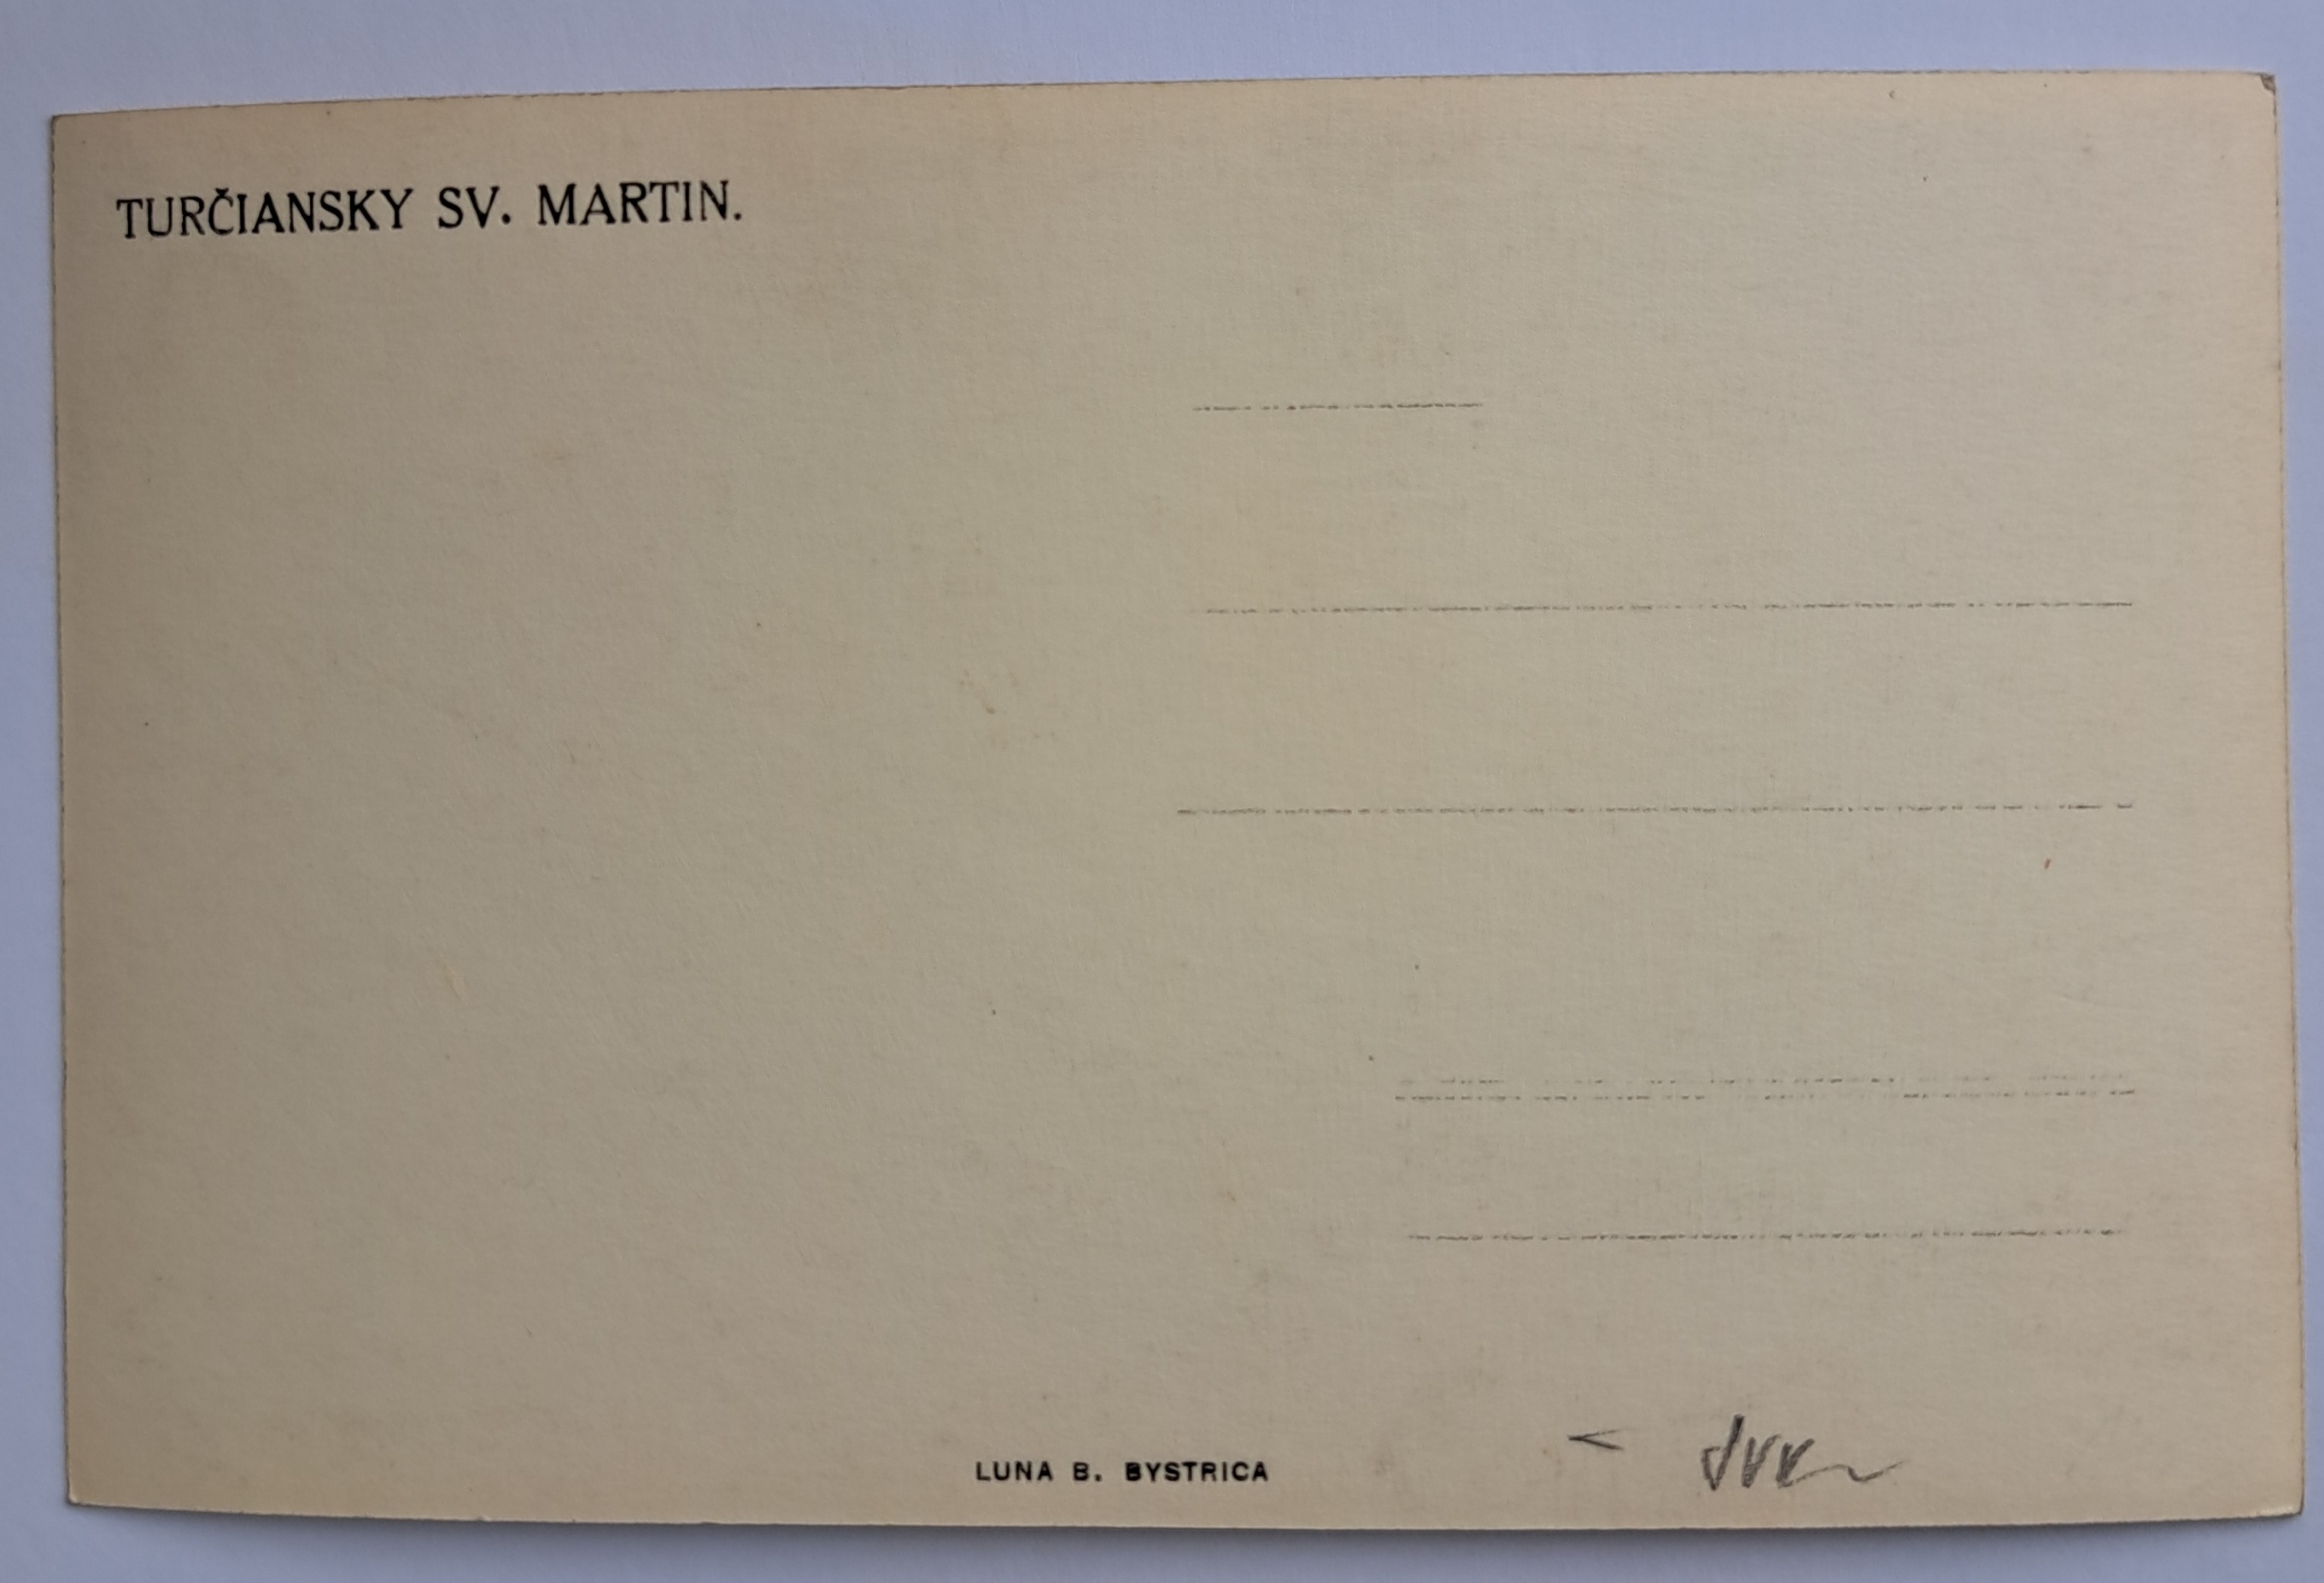 TURČIANSKY SV. MARTIN.
LUNA B. BYSTRICA